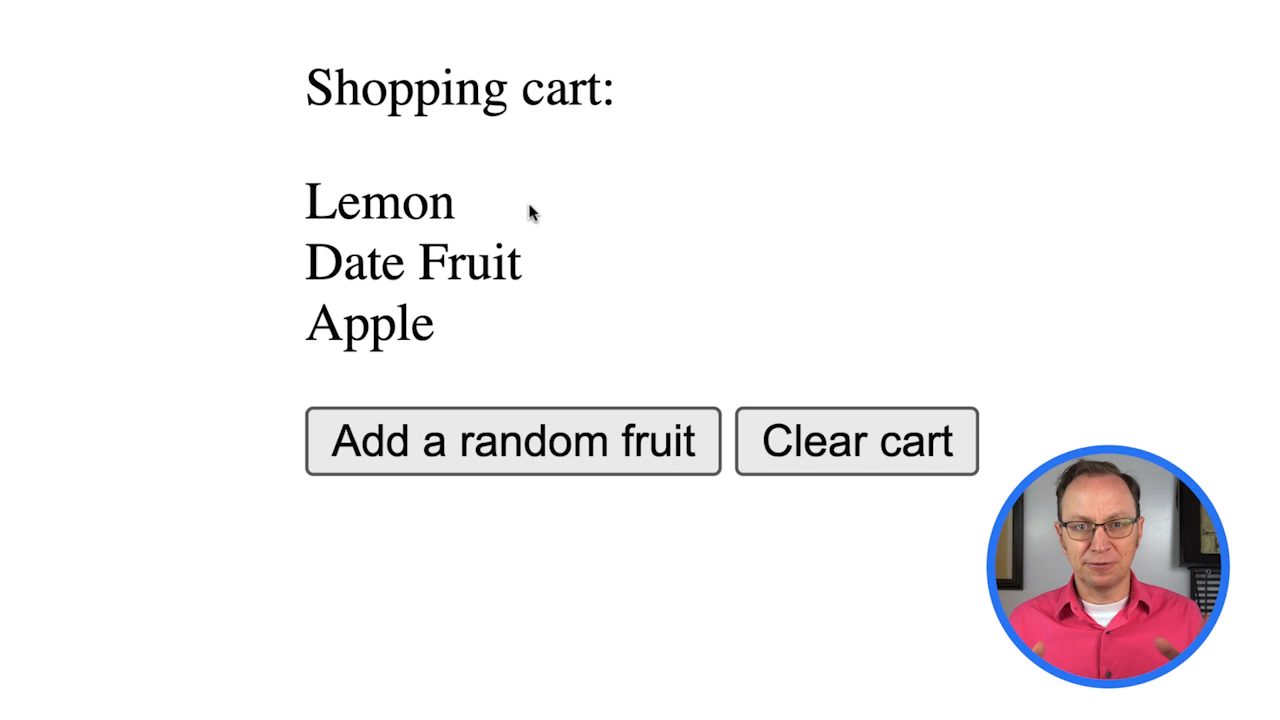 Shopping cart:
Lemon
Date Fruit
Apple
Add a random fruit
Clear cart